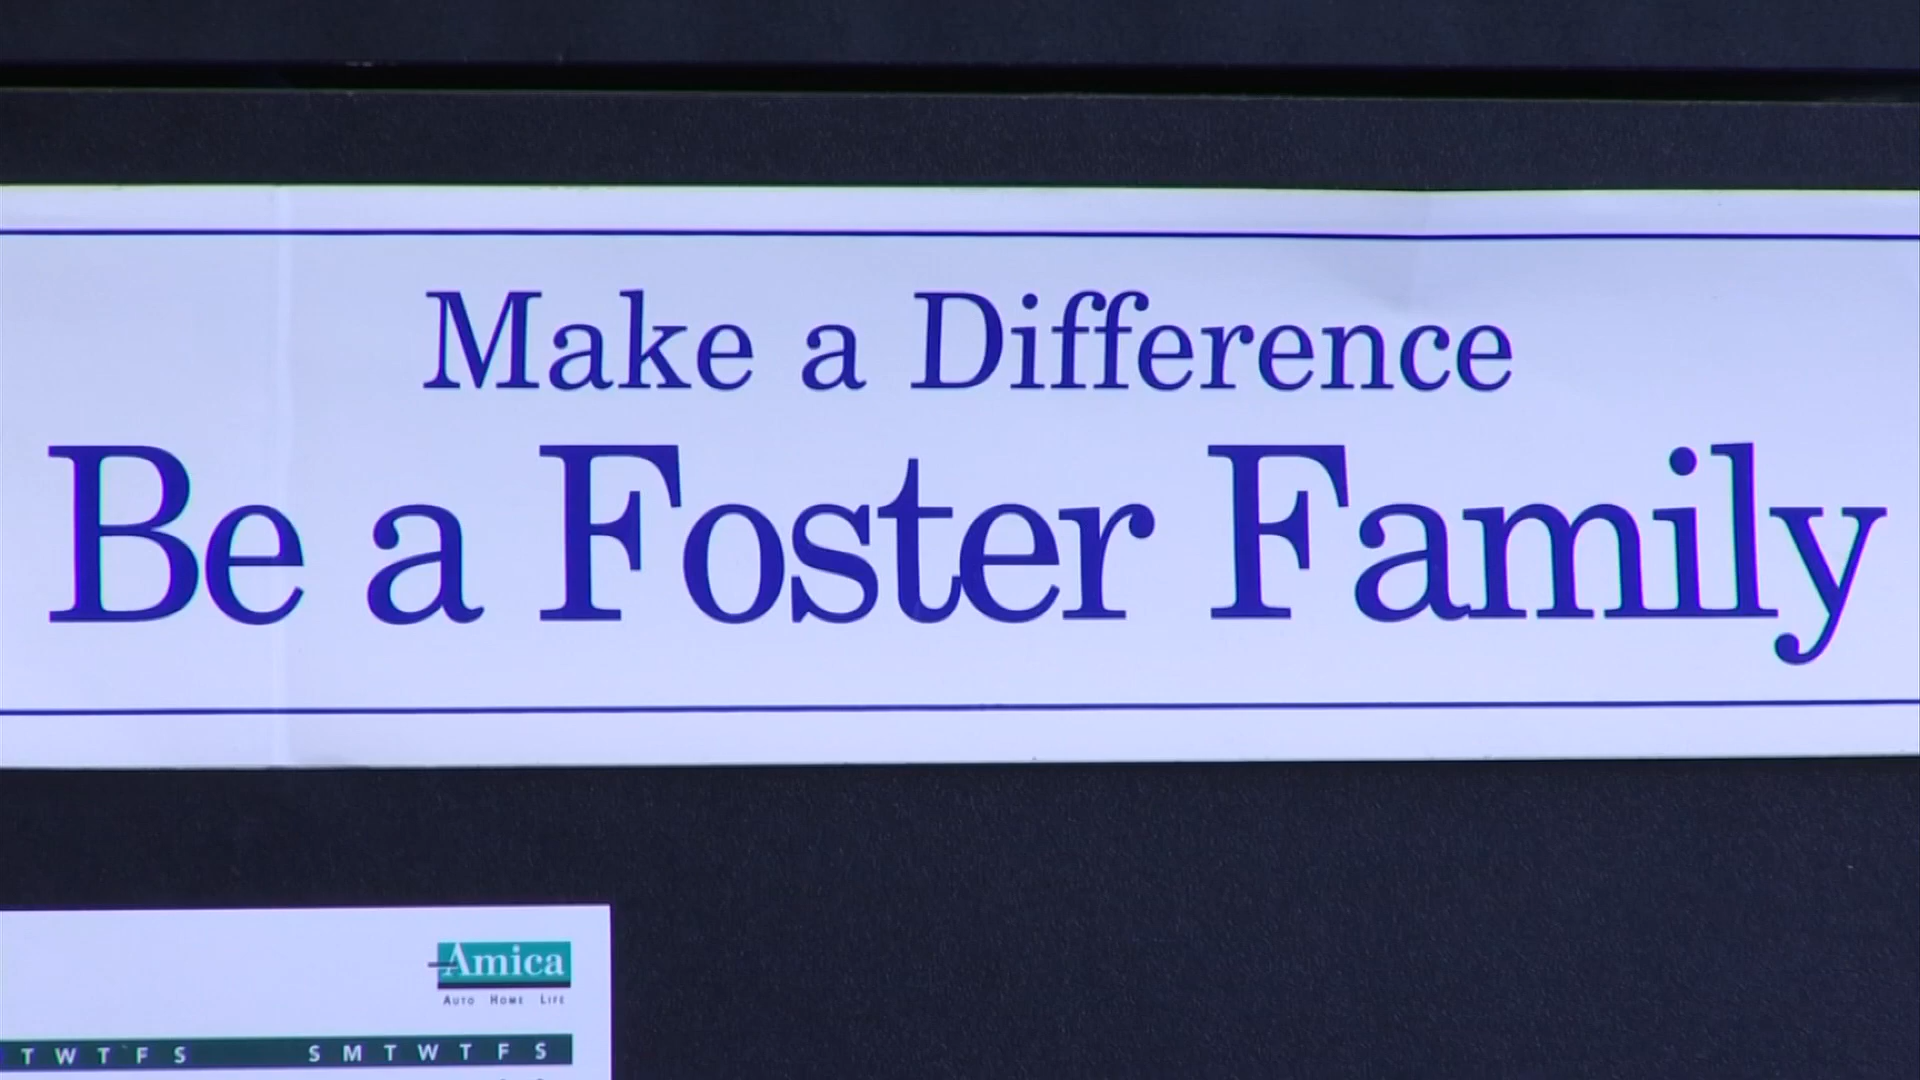 Make a Difference
Be a Foster Family
Amica
AUTO HOME LIFE
T W T F S S M T W T F S